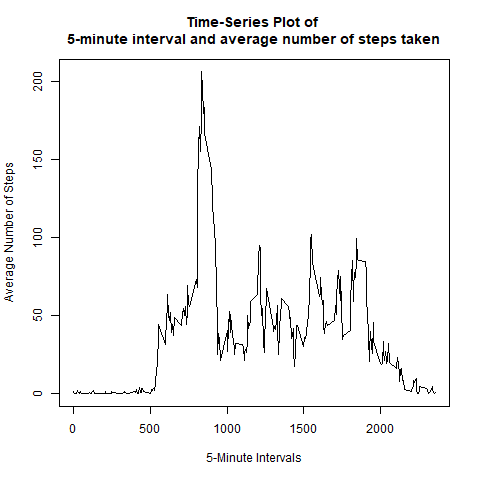 Time-Series Plot of
5-minute interval and average number of steps taken
200
150
100
50
0
Average Number of Steps
0 500 1000 1500 2000
5-Minute Intervals